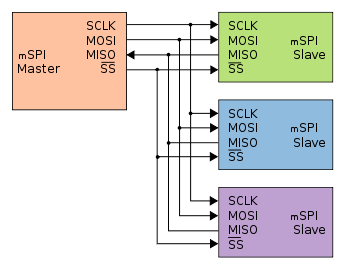 SCLK
MOSI
mSPI MISO
Master SS
SCLK
MOSI mSPI
MISO Slave
SS
SCLK
MOSI mSPI
MISO Slave
SS
SCLK
MOSI mSPI
MISO Slave
SS